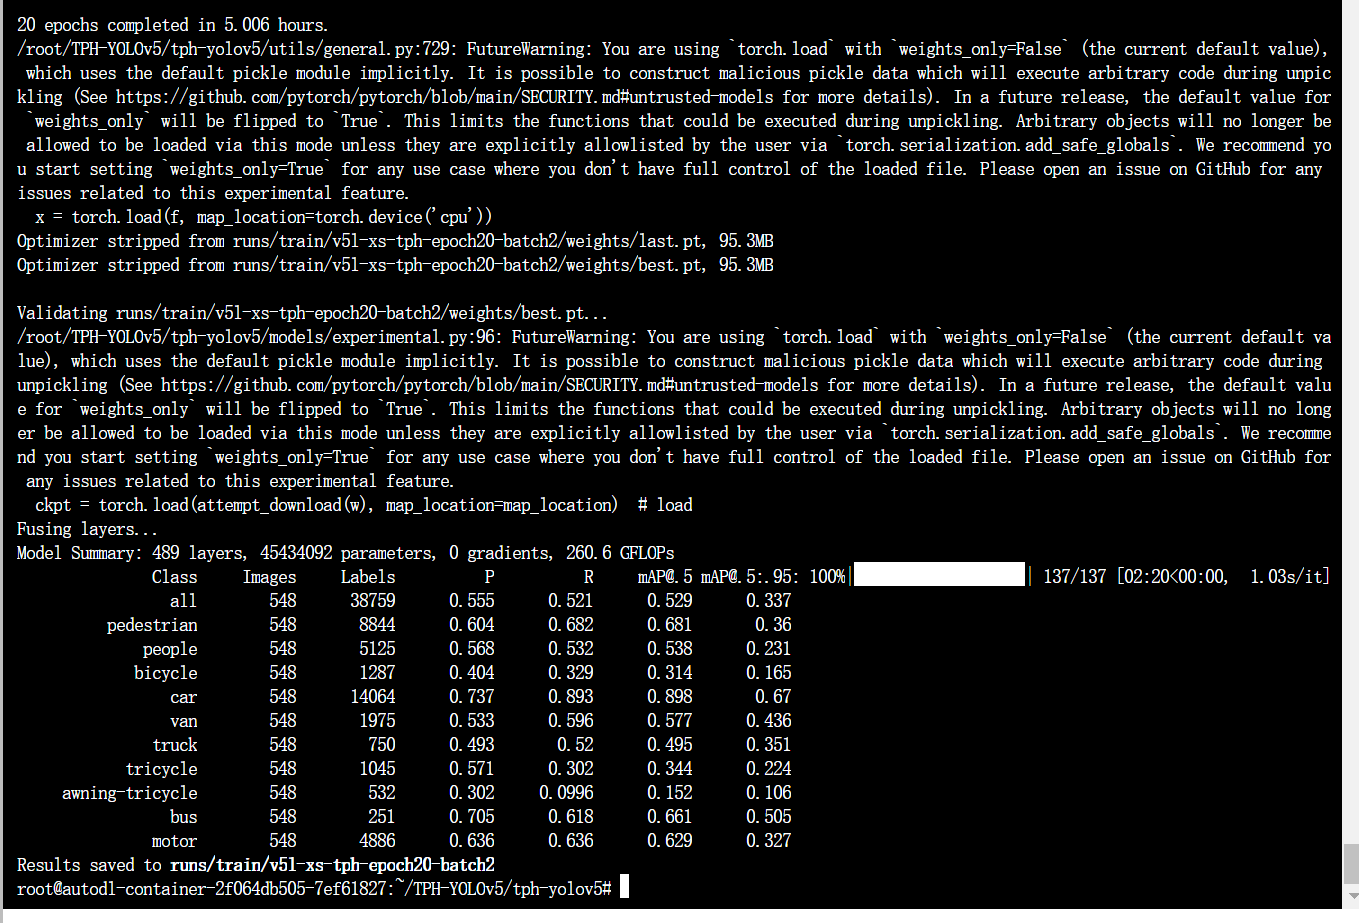 20 epochs completed in 5.006 hours.
/root/TPH-YOLOv5/tph-yolov5/utils/general.py:729: FutureWarning: You are using `torch.load` with `weights_only=False` (the current default value),
which uses the default pickle module implicitly. It is possible to construct malicious pickle data which will execute arbitrary code during unpic
kling (See https://github.com/pytorch/pytorch/blob/main/SECURITY.md#untrusted-models for more details). In a future release, the default value for
`weights_only` will be flipped to `True`. This limits the functions that could be executed during unpickling. Arbitrary objects will no longer be
allowed to be loaded via this mode unless they are explicitly allowlisted by the user via `torch.serialization.add_safe_globals`. We recommend yo
u start setting `weights_only=True` for any use case where you don't have full control of the loaded file. Please open an issue on GitHub for any
issues related to this experimental feature.
x = torch.load(f, map_location=torch.device('cpu'))
Optimizer stripped from runs/train/v5l-xs-tph-epoch20-batch2/weights/last.pt, 95.3MB
Optimizer stripped from runs/train/v5l-xs-tph-epoch20-batch2/weights/best.pt, 95.3MB
Validating runs/train/v5l-xs-tph-epoch20-batch2/weights/best.pt...
/root/TPH-YOLOv5/tph-yolov5/models/experimental.py:96: FutureWarning: You are using `torch.load` with `weights_only=False` (the current default va
lue), which uses the default pickle module implicitly. It is possible to construct malicious pickle data which will execute arbitrary code during
unpickling (See https://github.com/pytorch/pytorch/blob/main/SECURITY.md#untrusted-models for more details). In a future release, the default valu
e for `weights_only` will be flipped to `True`. This limits the functions that could be executed during unpickling. Arbitrary objects will no long
er be allowed to be loaded via this mode unless they are explicitly allowlisted by the user via `torch.serialization.add_safe_globals`. We recomme
nd you start setting `weights_only=True` for any use case where you don't have full control of the loaded file. Please open an issue on GitHub for
any issues related to this experimental feature.
ckpt = torch.load(attempt_download(w), map_location=map_location)  # load
Fusing layers...
Model Summary: 489 layers, 45434092 parameters, 0 gradients, 260.6 GFLOPs
Class Images Labels P R mAP@.5 mAP@.5:.95: 100%| | 137/137 [02:20<00:00, 1.03s/it]
all 548 38759 0.555 0.521 0.529 0.337
pedestrian 548 8844 0.604 0.682 0.681 0.36
people 548 5125 0.568 0.532 0.538 0.231
bicycle 548 1287 0.404 0.329 0.314 0.165
car 548 14064 0.737 0.893 0.898 0.67
van 548 1975 0.533 0.596 0.577 0.436
truck 548 750 0.493 0.52 0.495 0.351
tricycle 548 1045 0.571 0.302 0.344 0.224
awning-tricycle 548 532 0.302 0.0996 0.152 0.106
bus 548 251 0.705 0.618 0.661 0.505
motor 548 4886 0.636 0.636 0.629 0.327
Results saved to runs/train/v5l-xs-tph-epoch20-batch2
root@autodl-container-2f064db505-7ef61827:~/TPH-YOLOv5/tph-yolov5#